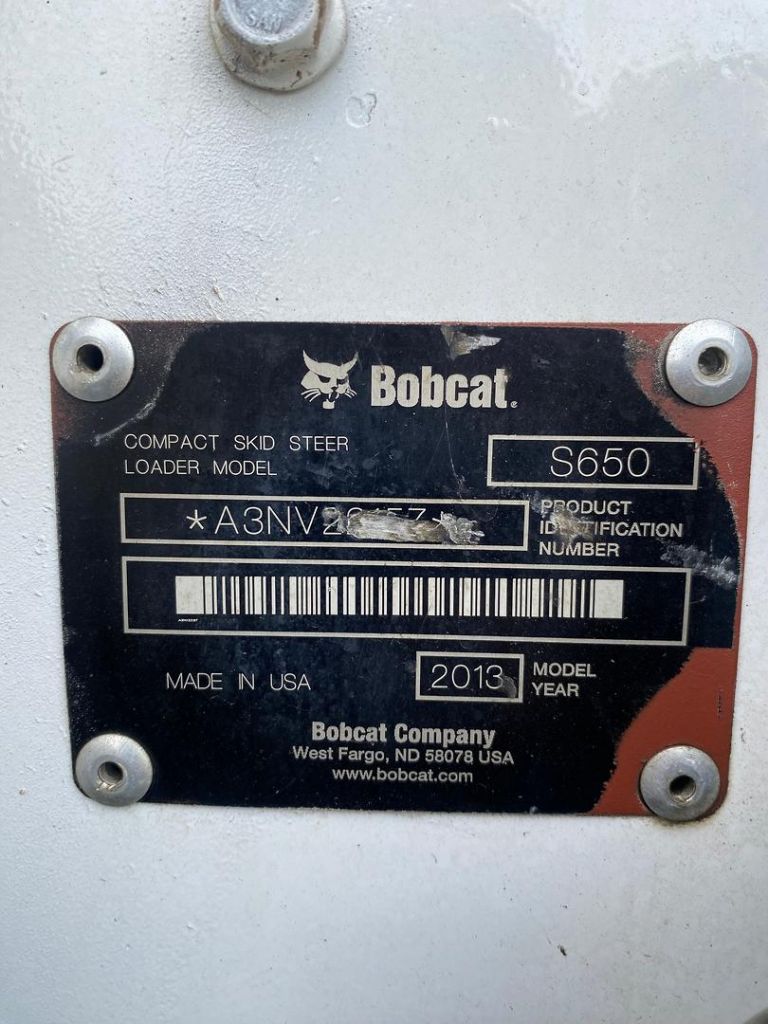 Bobcat®
COMPACT SKID STEER
LOADER MODEL
S650
PRODUCT
IDENTIFICATION
NUMBER
MADE IN USA
2013
MODEL
YEAR
Bobcat Company
West Fargo, ND 58078 USA
www.bobcat.com